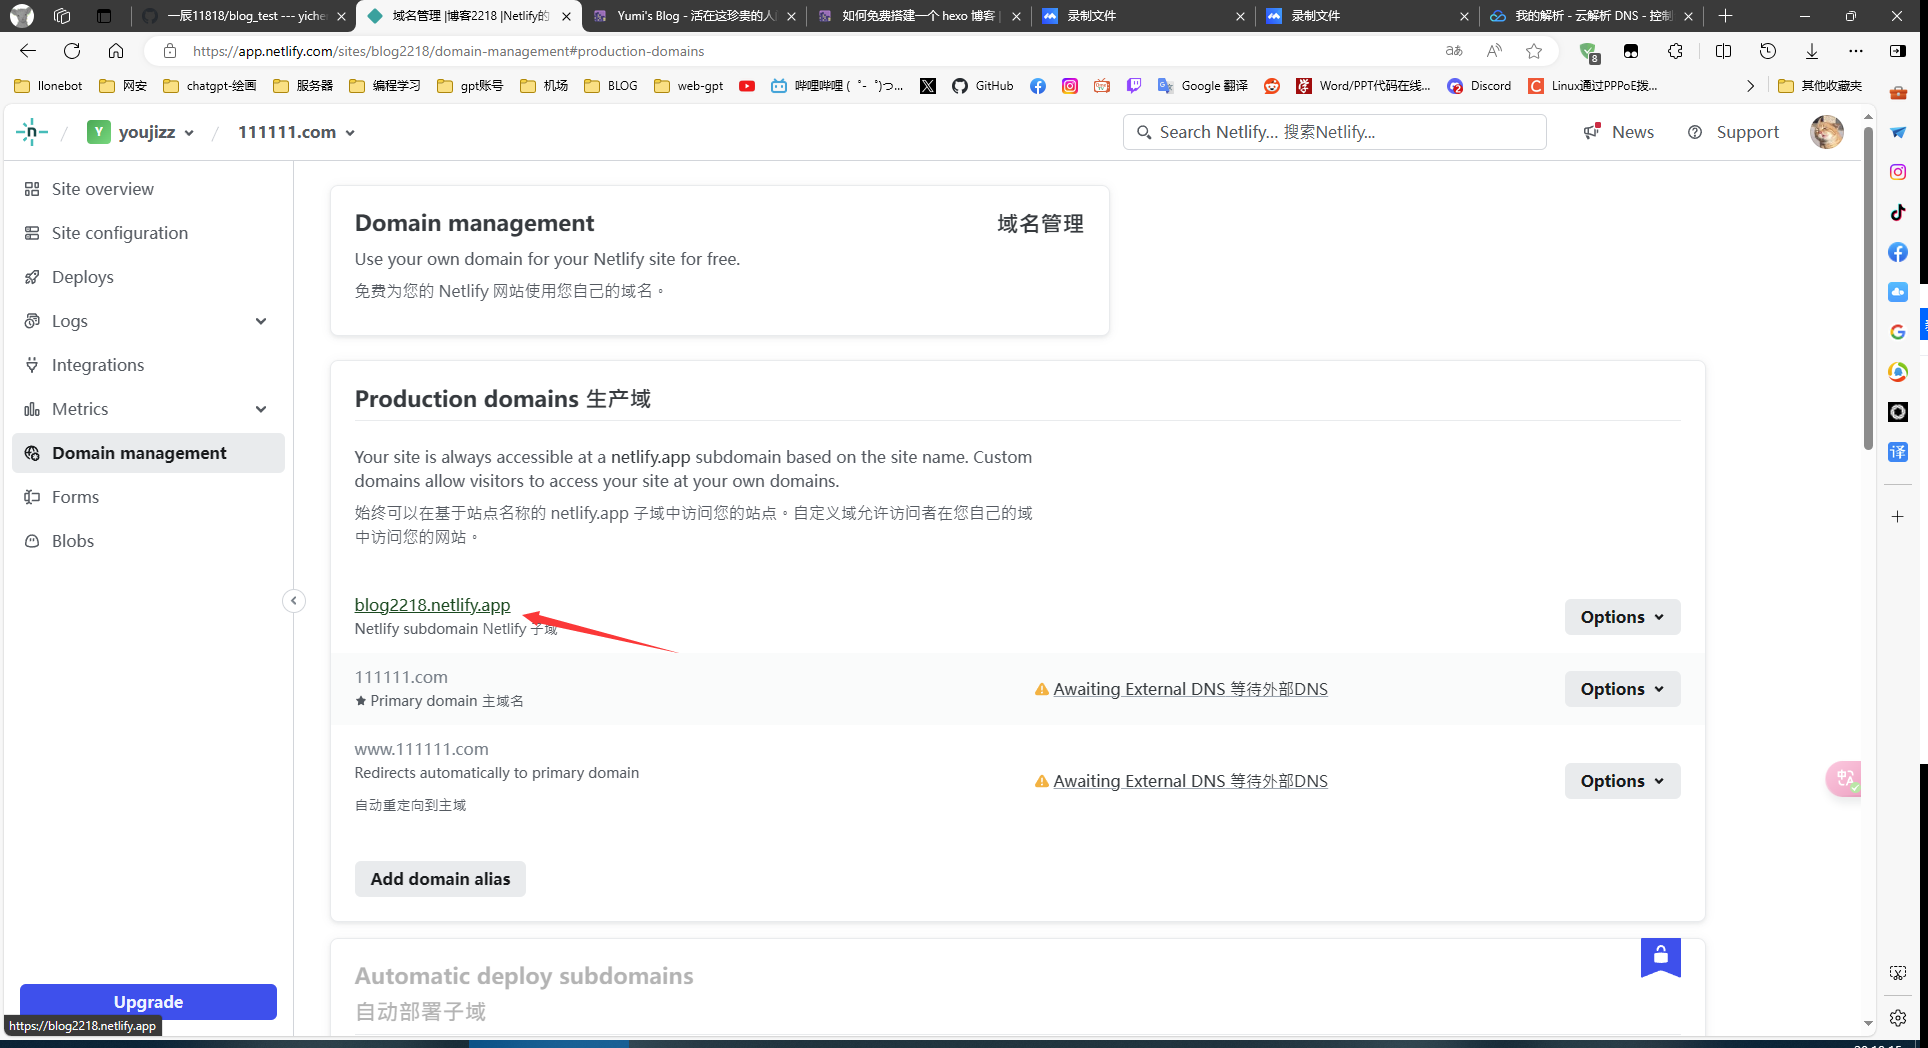 一辰11818/blog_test --- yiche
域名管理 |博客2218 |Netlify的
Yumi's Blog - 活在这珍贵的人
如何免费搭建一个 hexo 博客 |
录制文件
录制文件
我的解析 - 云解析 DNS - 控制
https://app.netlify.com/sites/blog2218/domain-management#production-domains
aあ
A
8
llonebot
网安
chatgpt-绘画
服务器
编程学习
gpt账号
机场
BLOG
web-gpt
哔哩哔哩 ( ゜- ゜)つ...
GitHub
Google 翻译
Word/PPT代码在线...
Discord
Linux通过PPPoE拨...
其他收藏夹
n
Y
youjizz
111111.com
Search Netlify... 搜索Netlify...
News
Support
Site overview
Site configuration
Deploys
Logs
Integrations
Metrics
Domain management
Forms
Blobs
Upgrade
https://blog2218.netlify.app
Domain management
域名管理
Use your own domain for your Netlify site for free.
免费为您的 Netlify 网站使用您自己的域名。
Production domains 生产域
Your site is always accessible at a netlify.app subdomain based on the site name. Custom
domains allow visitors to access your site at your own domains.
始终可以在基于站点名称的 netlify.app 子域中访问您的站点。自定义域允许访问者在您自己的域
中访问您的网站。
blog2218.netlify.app
Netlify subdomain Netlify 子域
Options
111111.com
Primary domain 主域名
Awaiting External DNS 等待外部DNS
Options
www.111111.com
Redirects automatically to primary domain
自动重定向到主域
Awaiting External DNS 等待外部DNS
Options
Add domain alias
Automatic deploy subdomains
自动部署子域
译